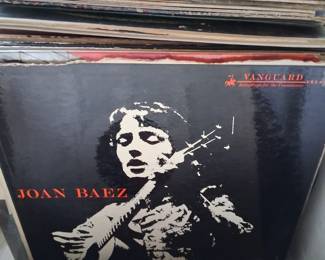 VANGUARD
Recordings for the Connoisseur
JOAN BAEZ